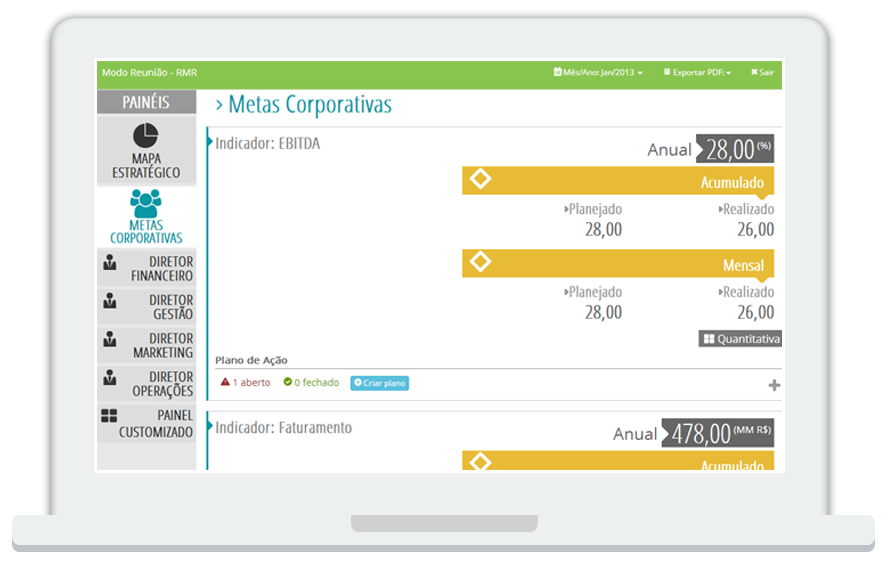 Modo Reunião - RMR
Mês/Ano: Jan/2013
Exportar PDF:
Sair
PAINÉIS
MAPA
ESTRATÉGICO
METAS
CORPORATIVAS
DIRETOR
FINANCEIRO
DIRETOR
GESTÃO
DIRETOR
MARKETING
DIRETOR
OPERAÇÕES
PAINEL
CUSTOMIZADO
> Metas Corporativas
Indicador: EBITDA
Anual 28,00 (%)
Acumulado
Planejado Realizado
28,00 26,00
Mensal
Planejado Realizado
28,00 26,00
Quantitativa
Plano de Ação
1 aberto 0 fechado Criar plano
Indicador: Faturamento
Anual 478,00 (MM R$)
Acumulado